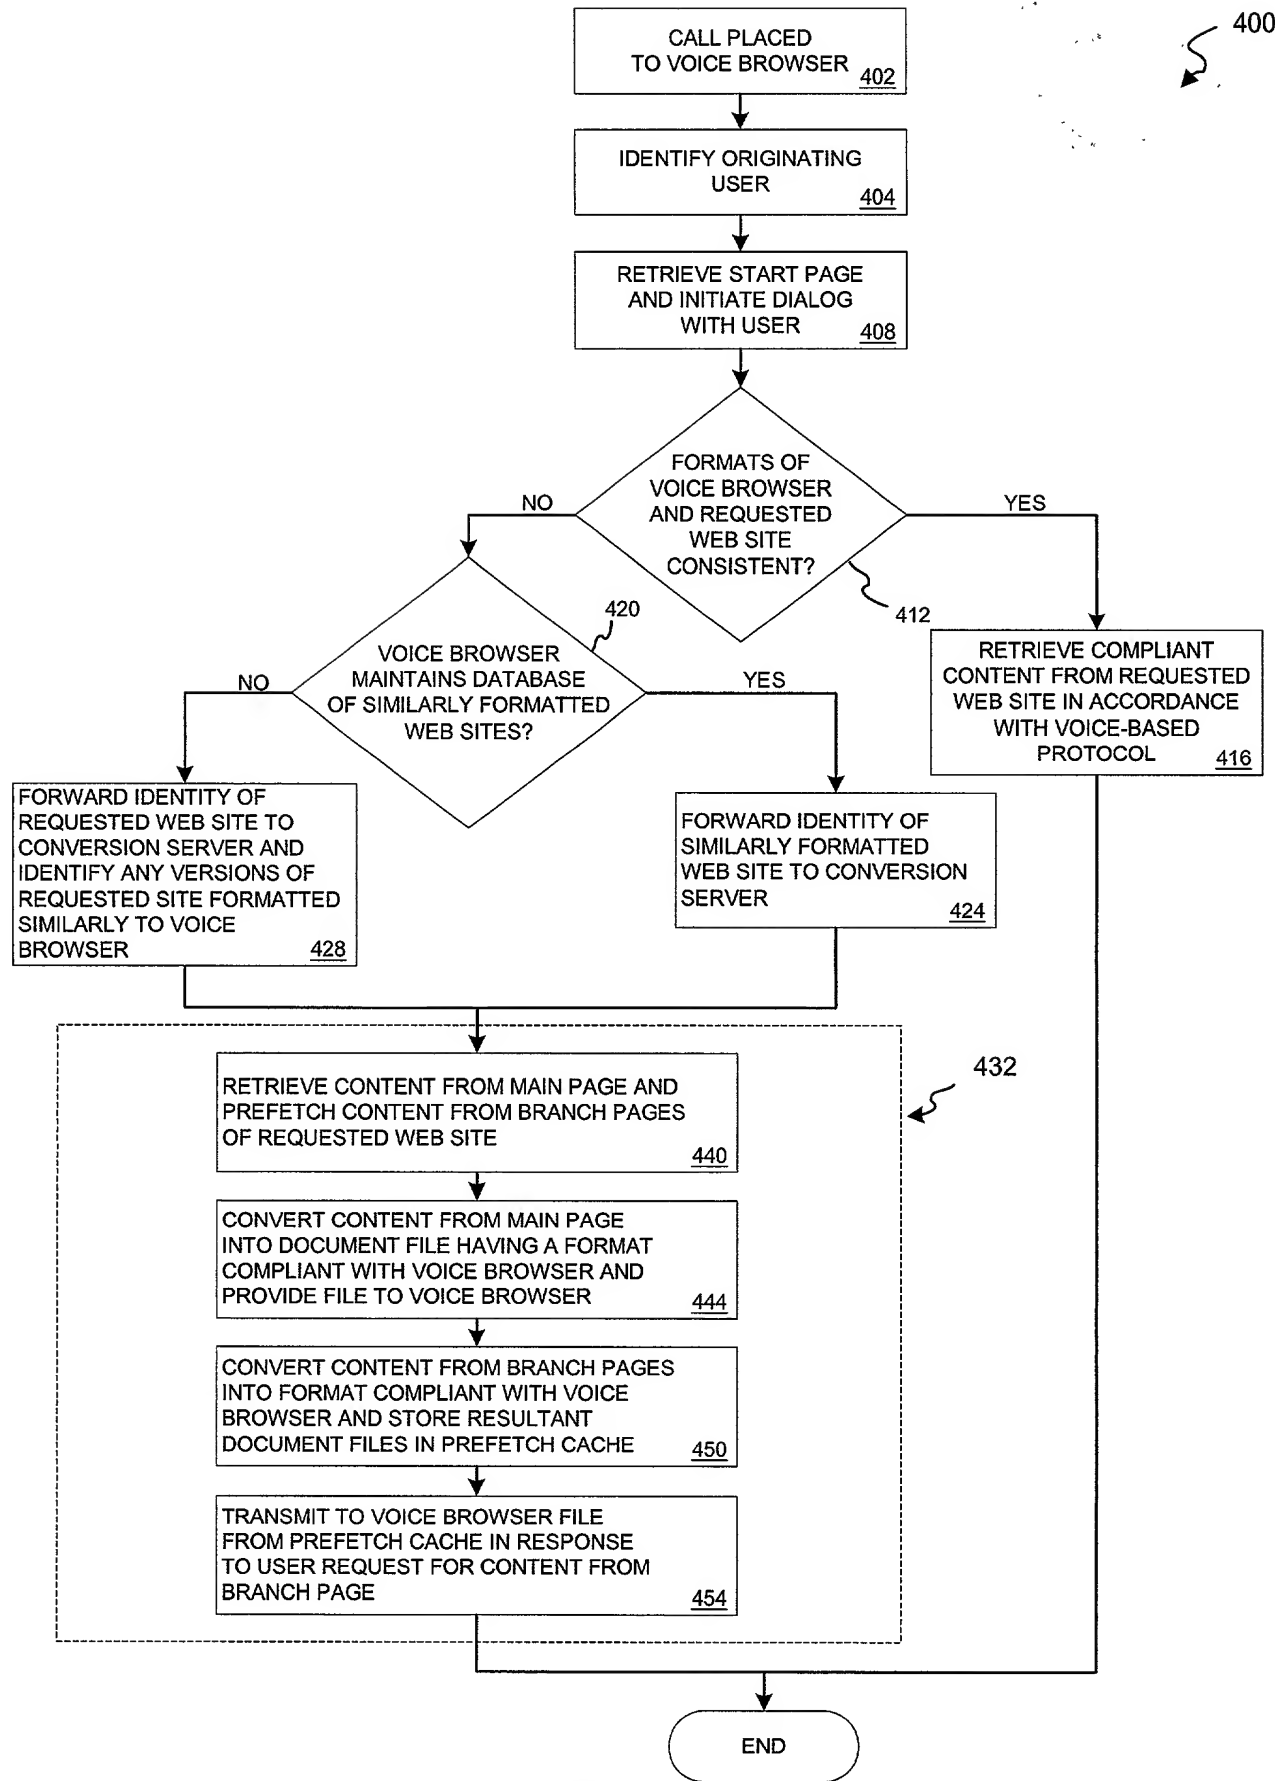 400
CALL PLACED
TO VOICE BROWSER
402
IDENTIFY ORIGINATING
USER
404
RETRIEVE START PAGE
AND INITIATE DIALOG
WITH USER
408
FORMATS OF
VOICE BROWSER
AND REQUESTED
WEB SITE
CONSISTENT?
NO
YES
412
420
VOICE BROWSER
MAINTAINS DATABASE
OF SIMILARLY FORMATTED
WEB SITES?
NO
YES
RETRIEVE COMPLIANT
CONTENT FROM REQUESTED
WEB SITE IN ACCORDANCE
WITH VOICE-BASED
PROTOCOL
416
FORWARD IDENTITY OF
REQUESTED WEB SITE TO
CONVERSION SERVER AND
IDENTIFY ANY VERSIONS OF
REQUESTED SITE FORMATTED
SIMILARLY TO VOICE
BROWSER
428
FORWARD IDENTITY OF
SIMILARLY FORMATTED
WEB SITE TO CONVERSION
SERVER
424
432
RETRIEVE CONTENT FROM MAIN PAGE AND
PREFETCH CONTENT FROM BRANCH PAGES
OF REQUESTED WEB SITE
440
CONVERT CONTENT FROM MAIN PAGE
INTO DOCUMENT FILE HAVING A FORMAT
COMPLIANT WITH VOICE BROWSER AND
PROVIDE FILE TO VOICE BROWSER
444
CONVERT CONTENT FROM BRANCH PAGES
INTO FORMAT COMPLIANT WITH VOICE
BROWSER AND STORE RESULTANT
DOCUMENT FILES IN PREFETCH CACHE
450
TRANSMIT TO VOICE BROWSER FILE
FROM PREFETCH CACHE IN RESPONSE
TO USER REQUEST FOR CONTENT FROM
BRANCH PAGE
454
END